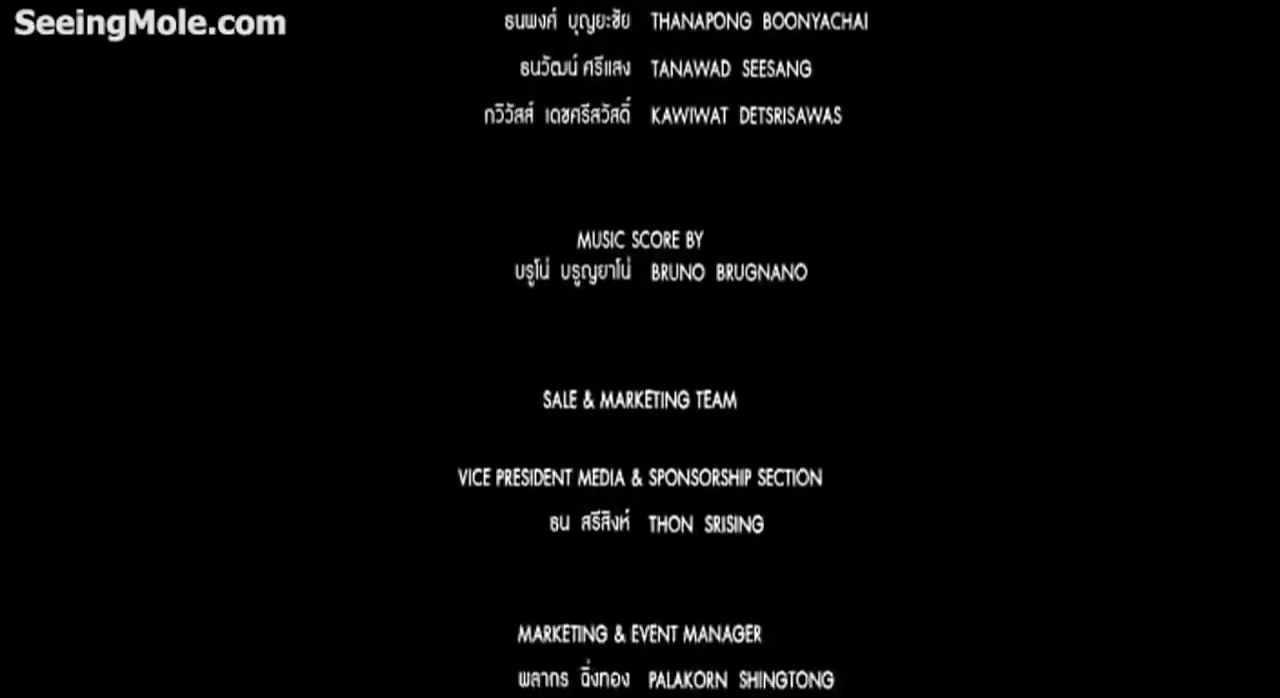 SeeingMole.com
ธนพงศ์ บุญยะชัย THANAPONG BOONYACHAI
ธนวัฒน์ ศรีแสง TANAWAD SEESANG
กวิวัสส์ เดชศรีสวัสดิ์ KAWIWAT DETSRISAWAS
MUSIC SCORE BY
บรูโน่ บรูญยาโน่ BRUNO BRUGNANO
SALE & MARKETING TEAM
VICE PRESIDENT MEDIA & SPONSORSHIP SECTION
ธน สรีสิงห์ THON SRISING
MARKETING & EVENT MANAGER
พลากร ฉิ่งทอง PALAKORN SHINGTONG